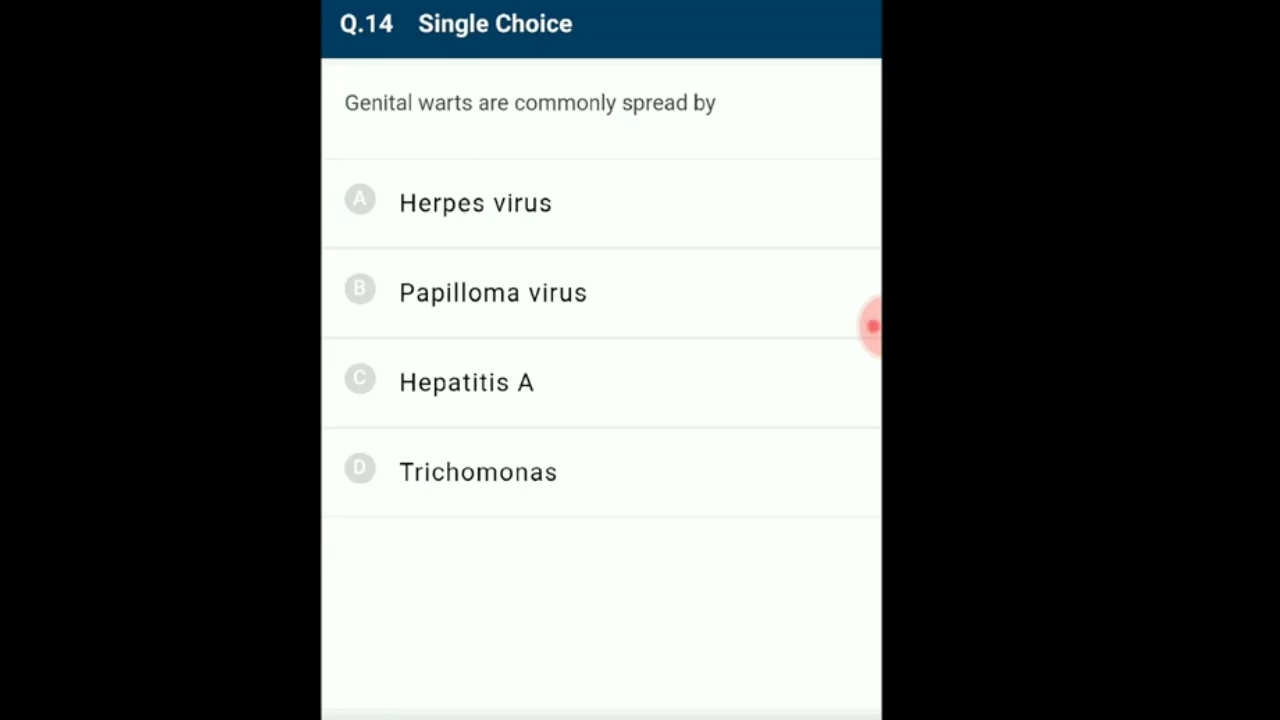 Q.14 Single Choice
Genital warts are commonly spread by
A Herpes virus
B Papilloma virus
C Hepatitis A
D Trichomonas